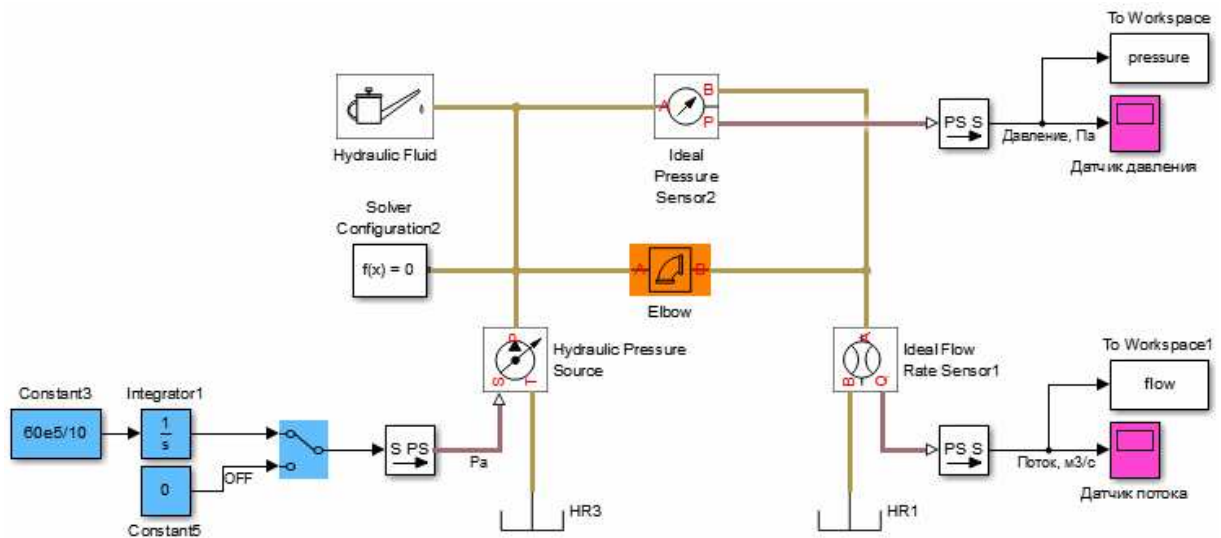 To Workspace
pressure
B
A
P
PS S
Давление, Па
Датчик давления
Hydraulic Fluid
Ideal
Pressure
Sensor2
Solver
Configuration2
f(x) = 0
A
B
Elbow
P
S
T
Hydraulic Pressure
Source
A
B
Q
Ideal Flow
Rate Sensor1
To Workspace1
flow
Constant3
60e5/10
Integrator1
1
s
0
OFF
Constant5
S PS
Pa
PS S
Поток, м3/с
Датчик потока
HR3
HR1